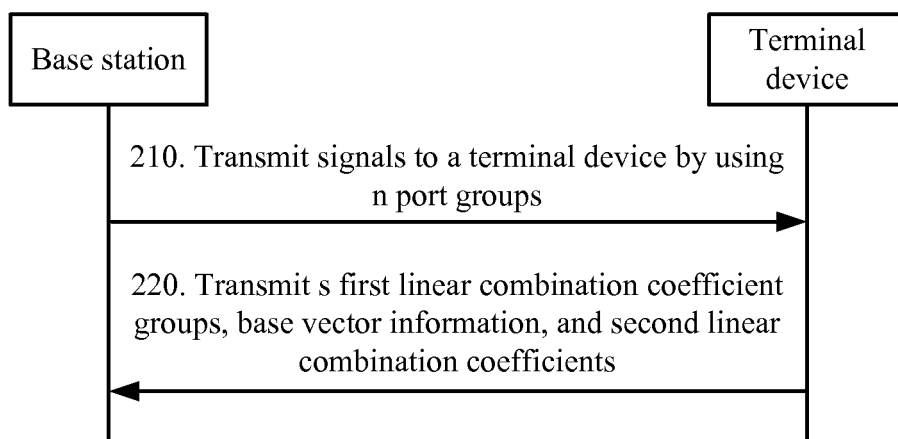 Base station
Terminal
device
210. Transmit signals to a terminal device by using
n port groups
220. Transmit s first linear combination coefficient
groups, base vector information, and second linear
combination coefficients